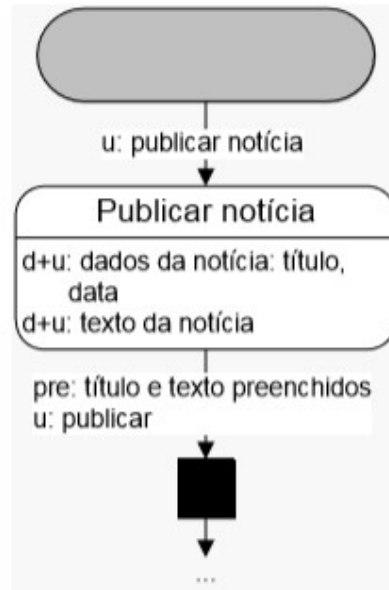 u: publicar notícia
Publicar notícia
d+u: dados da notícia: título,
data
d+u: texto da notícia
pre: título e texto preenchidos
u: publicar
...